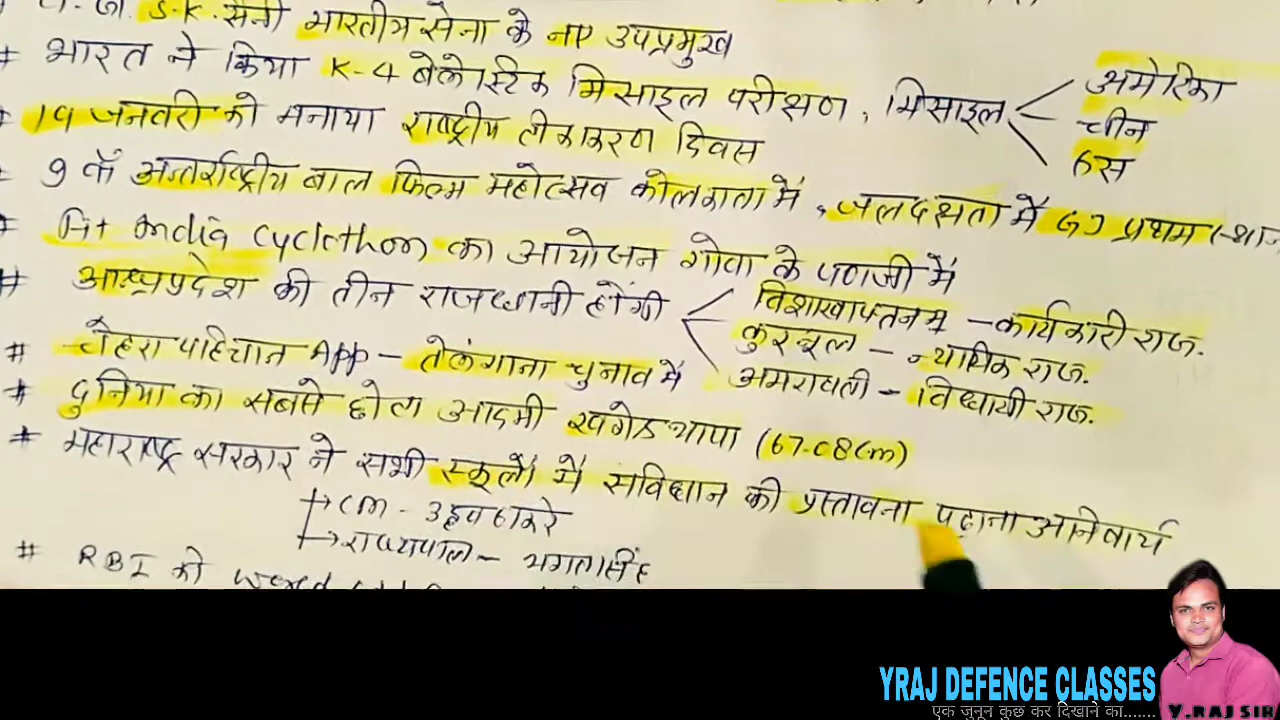 S.K. सैनी भारतीय सेना के नए उपप्रमुख
# भारत ने किया K-4 बेलेस्टिक मिसाइल परीक्षण, मिसाइल
अमेरिका
चीन
रूस
19 जनवरी को मनाया राष्ट्रीय टीकाकरण दिवस
9 वाँ अन्तर्राष्ट्रीय बाल फिल्म महोत्सव कोलकाता में, जलदक्षता में GJ प्रथम स्थान
Fit India Cyclothon का आयोजन गोवा के पणजी में
# आन्ध्रप्रदेश की तीन राजधानी होंगी
विशाखापत्तनम् - कार्यकारी राज.
कुरनूल - न्यायिक राज.
अमरावती - विधायी राज.
# चेहरा पहिचान App - तेलंगाना चुनाव में
# दुनिया का सबसे छोटा आदमी खगेंद्र थापा (67.08cm)
# महाराष्ट्र सरकार ने सभी स्कूलों में संविधान की प्रस्तावना पढ़ाना अनिवार्य
→ CM - उद्धव ठाकरे
→ राज्यपाल - भगतसिंह
# RBI को
YRAJ DEFENCE CLASSES
एक जुनून कुछ कर दिखाने का.......
Y.RAJ SIR